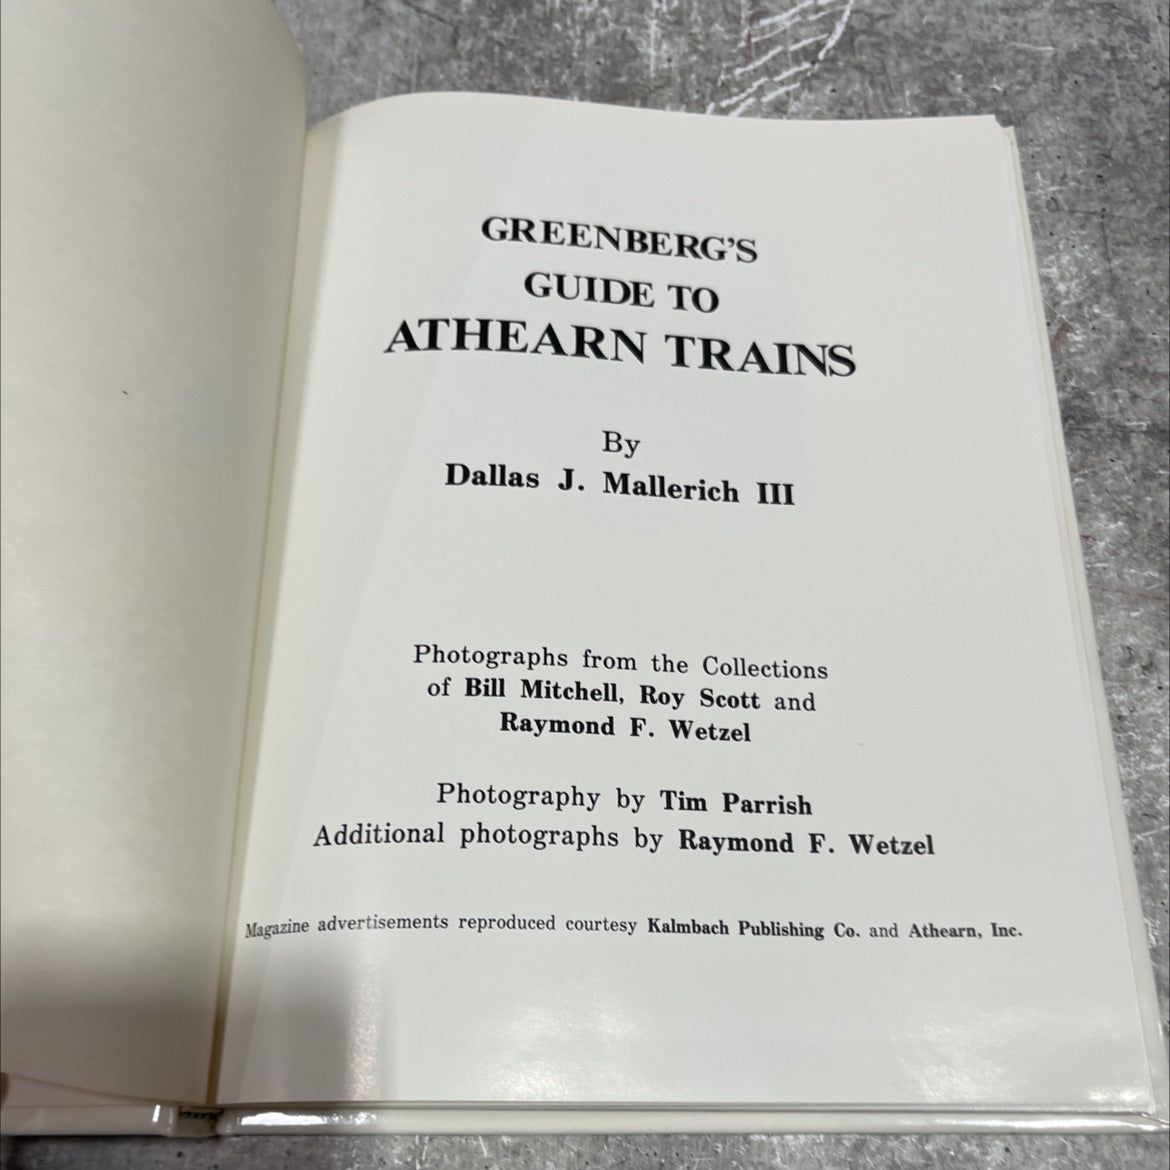 GREENBERG'S
GUIDE TO
ATHEARN TRAINS
By
Dallas J. Mallerich III
Photographs from the Collections
of Bill Mitchell, Roy Scott and
Raymond F. Wetzel
Photography by Tim Parrish
Additional photographs by Raymond F. Wetzel
Magazine advertisements reproduced courtesy Kalmbach Publishing Co. and Athearn, Inc.